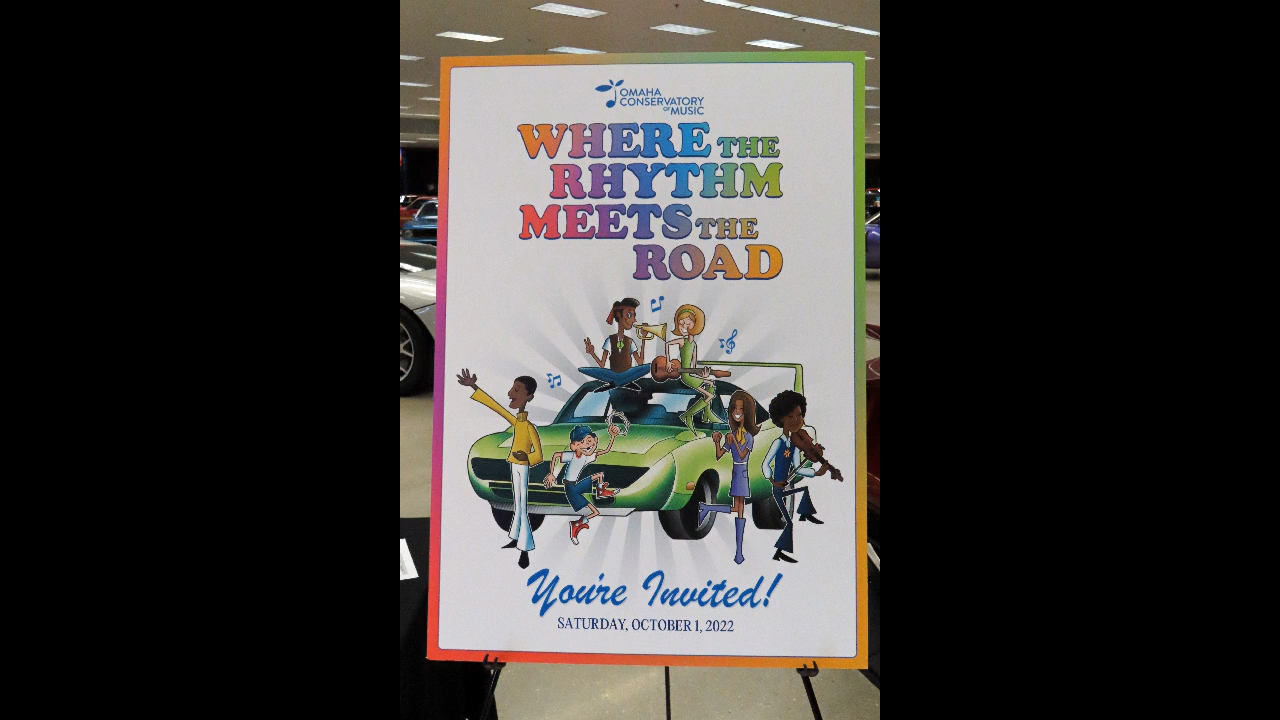 OMAHA
CONSERVATORY
OF MUSIC
WHERE THE
RHYTHM
MEETS THE
ROAD
You're Invited!
SATURDAY, OCTOBER 1, 2022